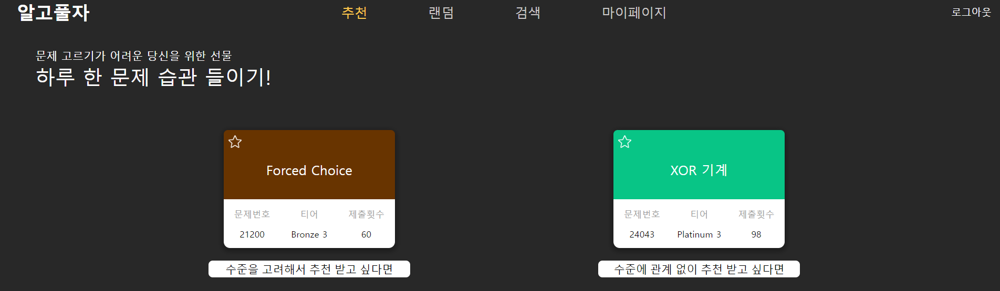 알고풀자 추천 랜덤 검색 마이페이지 로그아웃
문제 고르기가 어려운 당신을 위한 선물
하루 한 문제 습관 들이기!
Forced Choice
문제번호 티어 제출횟수
21200 Bronze 3 60
수준을 고려해서 추천 받고 싶다면
XOR 기계
문제번호 티어 제출횟수
24043 Platinum 3 98
수준에 관계 없이 추천 받고 싶다면